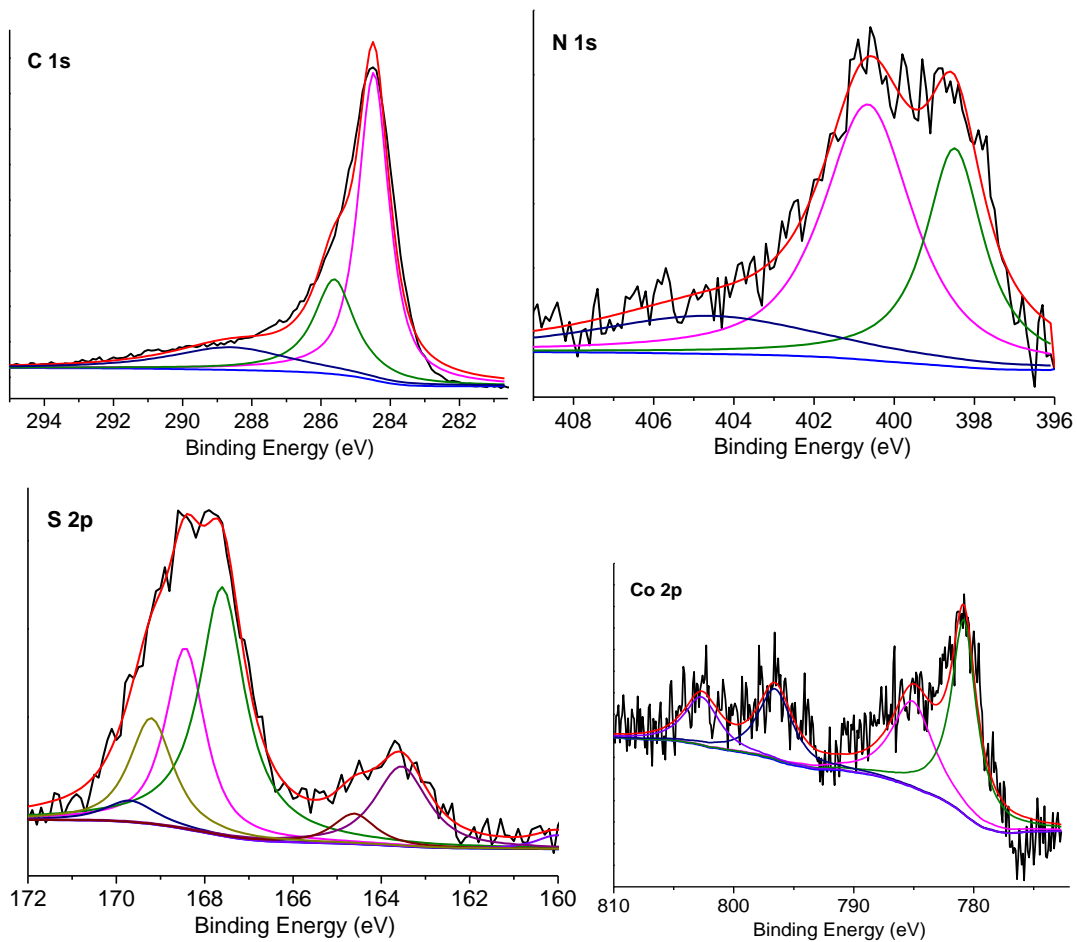 C 1s
294 292 290 288 286 284 282
Binding Energy (eV)
N 1s
408 406 404 402 400 398 396
Binding Energy (eV)
S 2p
172 170 168 166 164 162 160
Binding Energy (eV)
Co 2p
810 800 790 780
Binding Energy (eV)